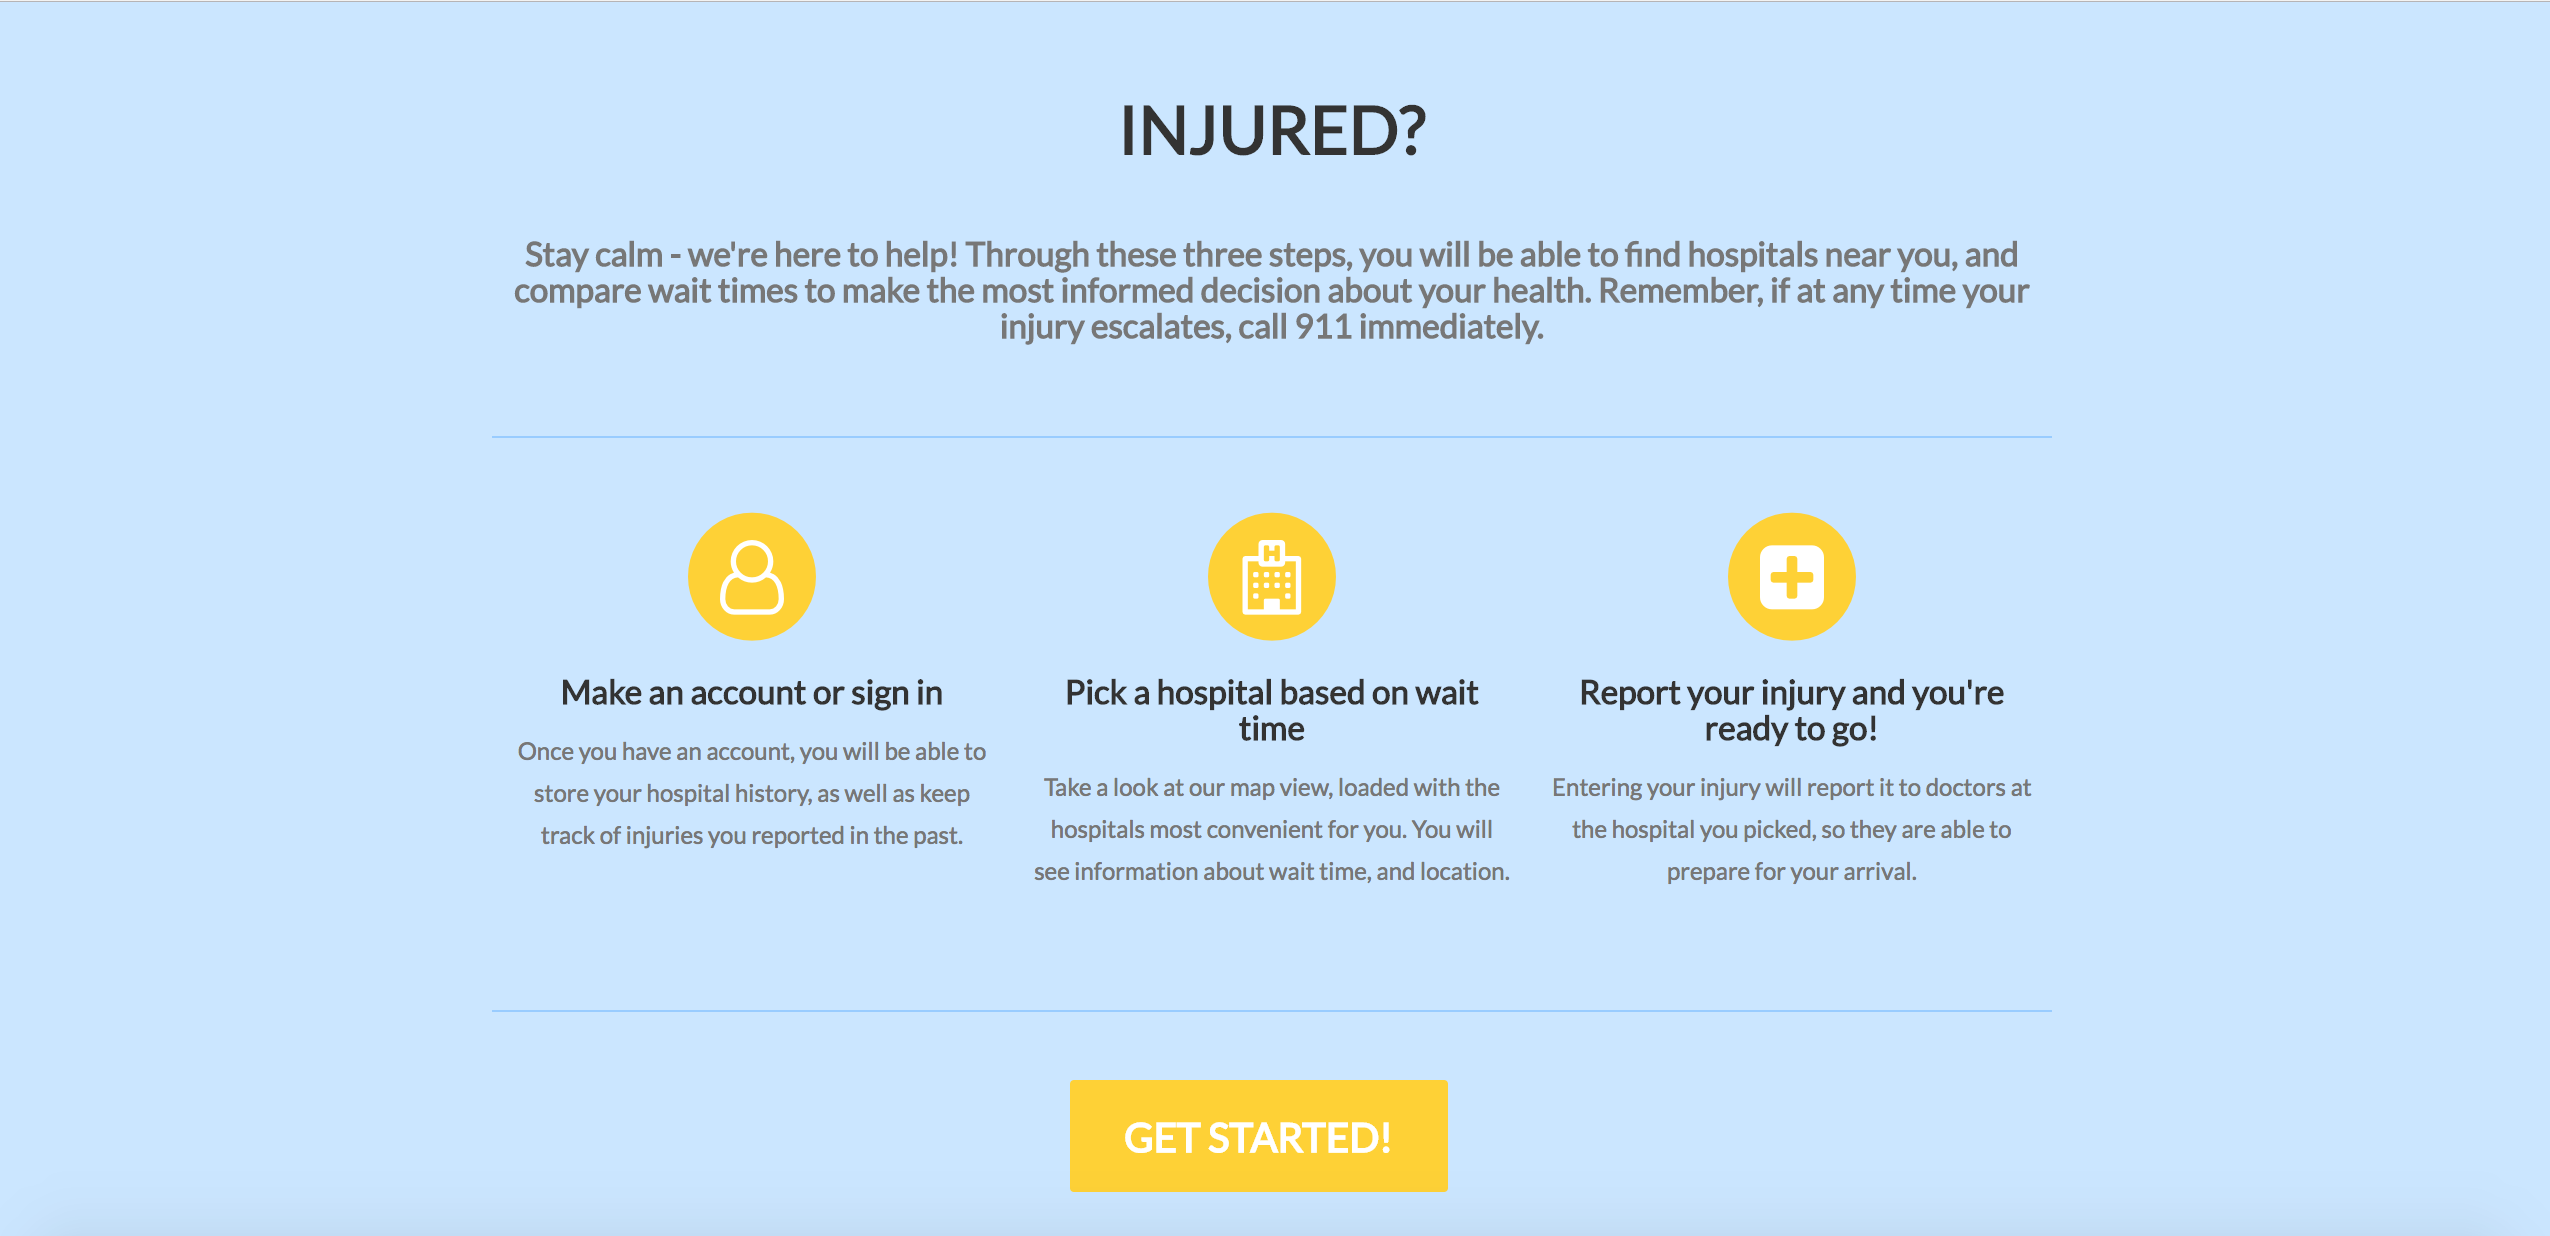 INJURED?
Stay calm - we're here to help! Through these three steps, you will be able to find hospitals near you, and
compare wait times to make the most informed decision about your health. Remember, if at any time your
injury escalates, call 911 immediately.
H
Make an account or sign in
Once you have an account, you will be able to
store your hospital history, as well as keep
track of injuries you reported in the past.
Pick a hospital based on wait
time
Take a look at our map view, loaded with the
hospitals most convenient for you. You will
see information about wait time, and location.
Report your injury and you're
ready to go!
Entering your injury will report it to doctors at
the hospital you picked, so they are able to
prepare for your arrival.
GET STARTED!